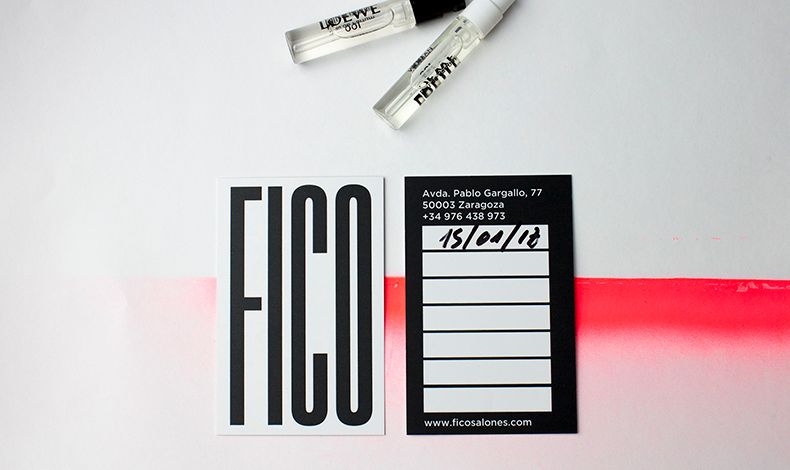 LOEWE
001
FICO
Avda. Pablo Gargallo, 77
50003 Zaragoza
+34 976 438 973
15/01/18
www.ficosalones.com